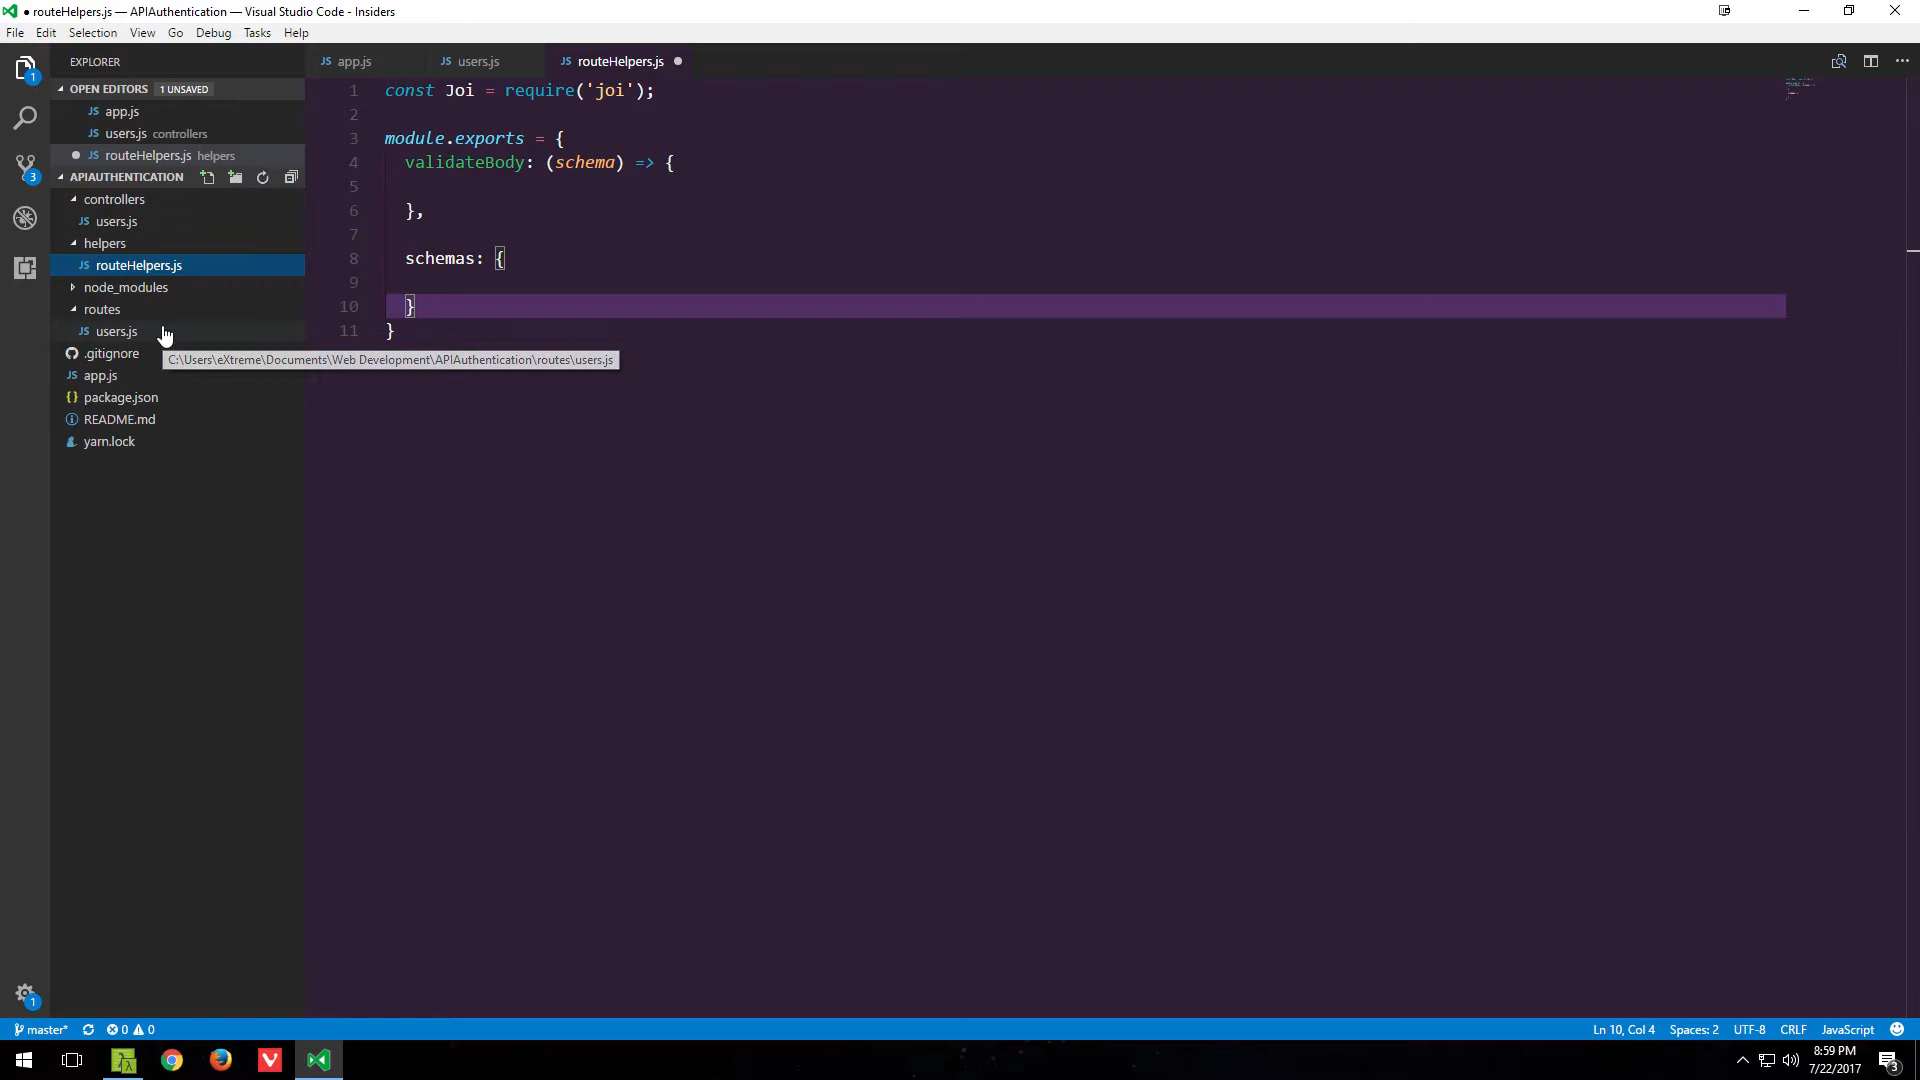 ● routeHelpers.js — APIAuthentication — Visual Studio Code - Insiders
File Edit Selection View Go Debug Tasks Help
EXPLORER
OPEN EDITORS 1 UNSAVED
JS app.js
JS users.js controllers
● JS routeHelpers.js helpers
APIAUTHENTICATION
controllers
JS users.js
helpers
JS routeHelpers.js
node_modules
routes
JS users.js
.gitignore
JS app.js
{} package.json
README.md
yarn.lock
1
3
1
JS app.js JS users.js JS routeHelpers.js ●
1 const Joi = require('joi');
2
3 module.exports = {
4 validateBody: (schema) => {
5
6 },
7
8 schemas: {
9
10 }
11 }
C:\Users\eXtreme\Documents\Web Development\APIAuthentication\routes\users.js
master* 0 0 Ln 10, Col 4 Spaces: 2 UTF-8 CRLF JavaScript
8:59 PM
7/22/2017
3